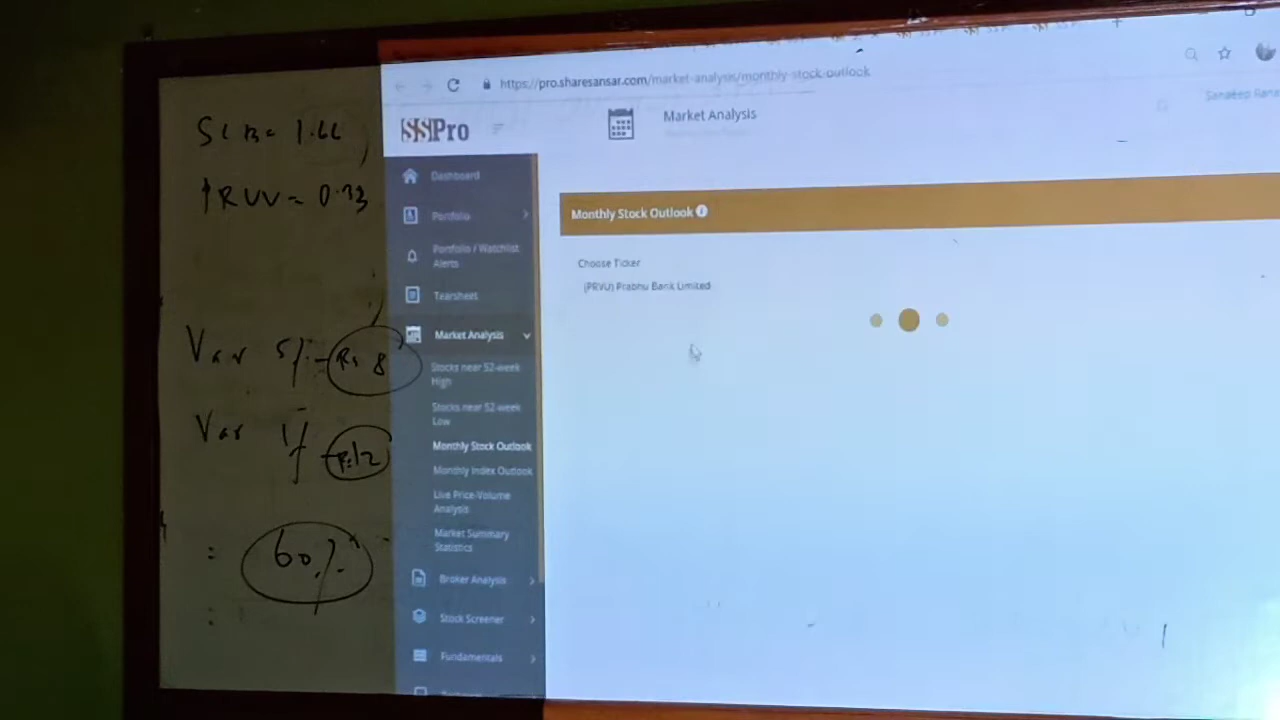 https://pro.sharesansar.com/market-analysis/monthly-stock-outlook
SSPro
Market Analysis
Sandeep
Dashboard
Portfolio
Portfolio / Watchlist
Alerts
Tearsheet
Market Analysis
Stocks near 52-week
High
Stocks near 52-week
Low
Monthly Stock Outlook
Monthly Index Outlook
Live Price-Volume
Analysis
Market Summary
Statistics
Broker Analysis
Stock Screener
Fundamentals
Monthly Stock Outlook
Choose Ticker
(PRVU) Prabhu Bank Limited
= 1.66
= 0.93
Var 5% - Rs 8
Var 1% - Rs 12
: 60%
: